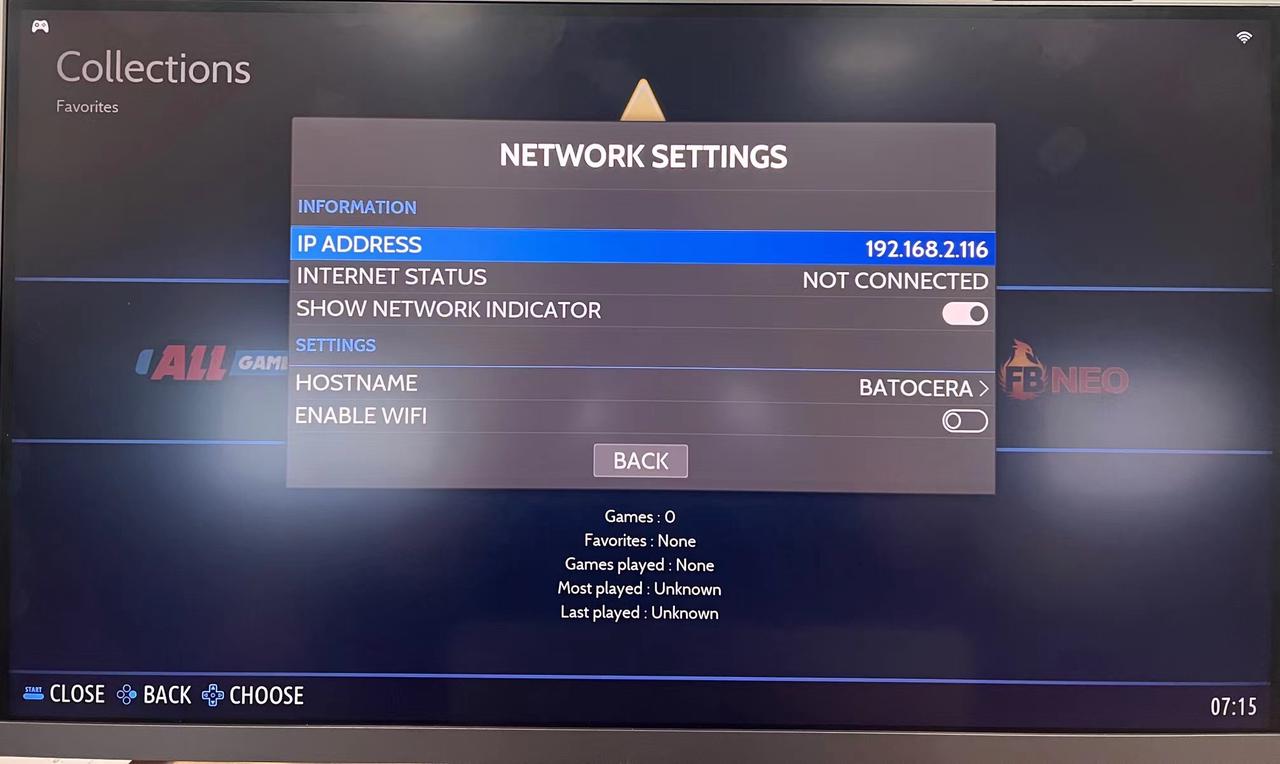 Collections
Favorites
NETWORK SETTINGS
INFORMATION
IP ADDRESS 192.168.2.116
INTERNET STATUS NOT CONNECTED
SHOW NETWORK INDICATOR
SETTINGS
HOSTNAME BATOCERA >
ENABLE WIFI
BACK
ALL GAME
FB NEO
Games : 0
Favorites : None
Games played : None
Most played : Unknown
Last played : Unknown
START CLOSE BACK CHOOSE
07:15